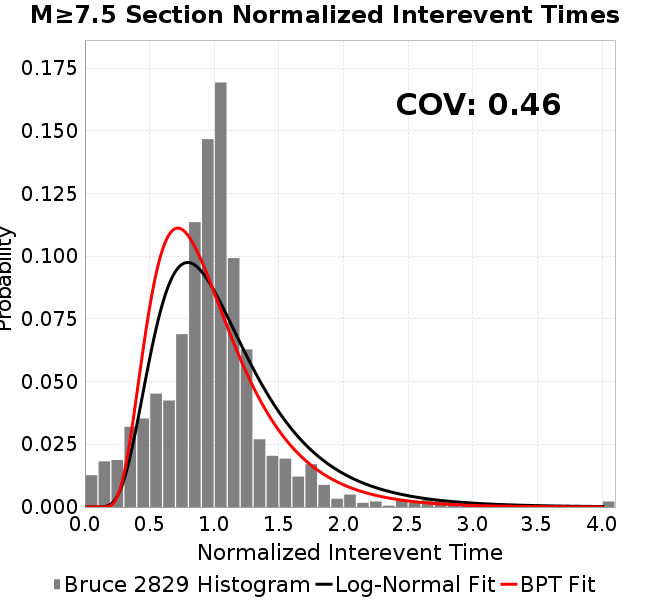 M≥7.5 Section Normalized Interevent Times
COV: 0.46
Probability
0.175
0.150
0.125
0.100
0.075
0.050
0.025
0.000
0.0 0.5 1.0 1.5 2.0 2.5 3.0 3.5 4.0
Normalized Interevent Time
Bruce 2829 Histogram Log-Normal Fit BPT Fit